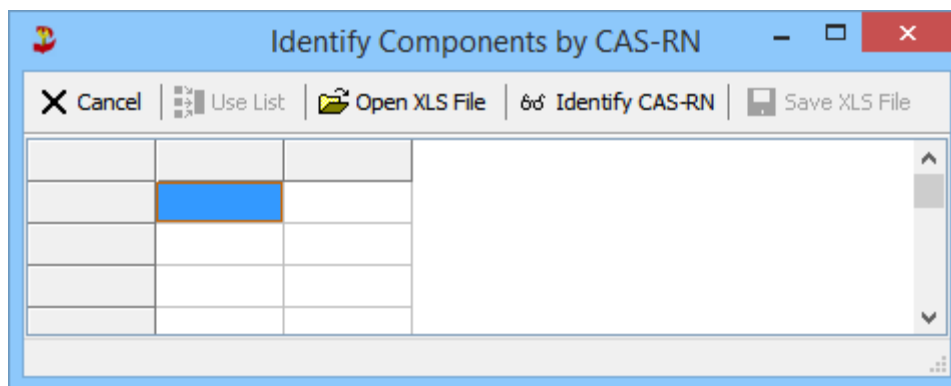 Identify Components by CAS-RN
Cancel Use List Open XLS File Identify CAS-RN Save XLS File